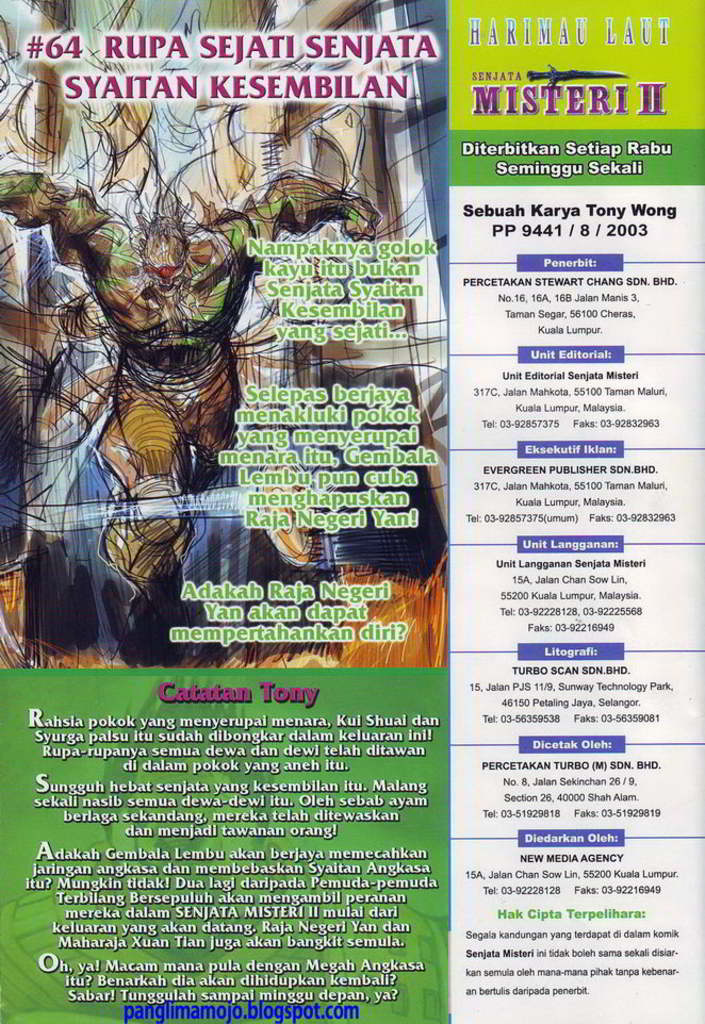 #64 RUPA SEJATI SENJATA
SYAITAN KESEMBILAN
Nampaknya golok
kayu itu bukan
Senjata Syaitan
Kesembilan
yang sejati...
Selepas berjaya
menakluki pokok
yang menyerupai
menara itu, Gembala
Lembu pun cuba
menghapuskan
Raja Negeri Yan!
Adakah Raja Negeri
Yan akan dapat
mempertahankan diri?
Catatan Tony
Rahsia pokok yang menyerupai menara, Kui Shuai dan
Syurga palsu itu sudah dibongkar dalam keluaran ini!
Rupa-rupanya semua dewa dan dewi telah ditawan
di dalam pokok yang aneh itu.
Sungguh hebat senjata yang kesembilan itu. Malang
sekali nasib semua dewa-dewi itu. Oleh sebab ayam
berlaga sekandang, mereka telah ditewaskan
dan menjadi tawanan orang!
Adakah Gembala Lembu akan berjaya memecahkan
jaringan angkasa dan membebaskan Syaitan Angkasa
itu? Mungkin tidak! Dua lagi daripada Pemuda-pemuda
Terbilang Bersepuluh akan mengambil peranan
mereka dalam SENJATA MISTERI II mulai dari
keluaran yang akan datang. Raja Negeri Yan dan
Maharaja Xuan Tian juga akan bangkit semula.
Oh, ya! Macam mana pula dengan Megah Angkasa
itu? Benarkah dia akan dihidupkan kembali?
Sabar! Tunggulah sampai minggu depan, ya?
panglimamojo.blogspot.com
HARIMAU LAUT
SENJATA
MISTERI II
Diterbitkan Setiap Rabu
Seminggu Sekali
Sebuah Karya Tony Wong
PP 9441 / 8 / 2003
Penerbit:
PERCETAKAN STEWART CHANG SDN. BHD.
No.16, 16A, 16B Jalan Manis 3,
Taman Segar, 56100 Cheras,
Kuala Lumpur.
Unit Editorial:
Unit Editorial Senjata Misteri
317C, Jalan Mahkota, 55100 Taman Maluri,
Kuala Lumpur, Malaysia.
Tel: 03-92857375 Faks: 03-92832963
Eksekutif Iklan:
EVERGREEN PUBLISHER SDN.BHD.
317C, Jalan Mahkota, 55100 Taman Maluri,
Kuala Lumpur, Malaysia.
Tel: 03-92857375(umum) Faks: 03-92832963
Unit Langganan:
Unit Langganan Senjata Misteri
15A, Jalan Chan Sow Lin,
55200 Kuala Lumpur, Malaysia.
Tel: 03-92228128, 03-92225568
Faks: 03-92216949
Litografi:
TURBO SCAN SDN.BHD.
15, Jalan PJS 11/9, Sunway Technology Park,
46150 Petaling Jaya, Selangor.
Tel: 03-56359538 Faks: 03-56359081
Dicetak Oleh:
PERCETAKAN TURBO (M) SDN. BHD.
No. 8, Jalan Sekinchan 26 / 9,
Section 26, 40000 Shah Alam.
Tel: 03-51929818 Faks: 03-51929819
Diedarkan Oleh:
NEW MEDIA AGENCY
15A, Jalan Chan Sow Lin, 55200 Kuala Lumpur.
Tel: 03-92228128 Faks: 03-92216949
Hak Cipta Terpelihara:
Segala kandungan yang terdapat di dalam komik
Senjata Misteri ini tidak boleh sama sekali disiar-
kan semula oleh mana-mana pihak tanpa kebenar-
an bertulis daripada penerbit.